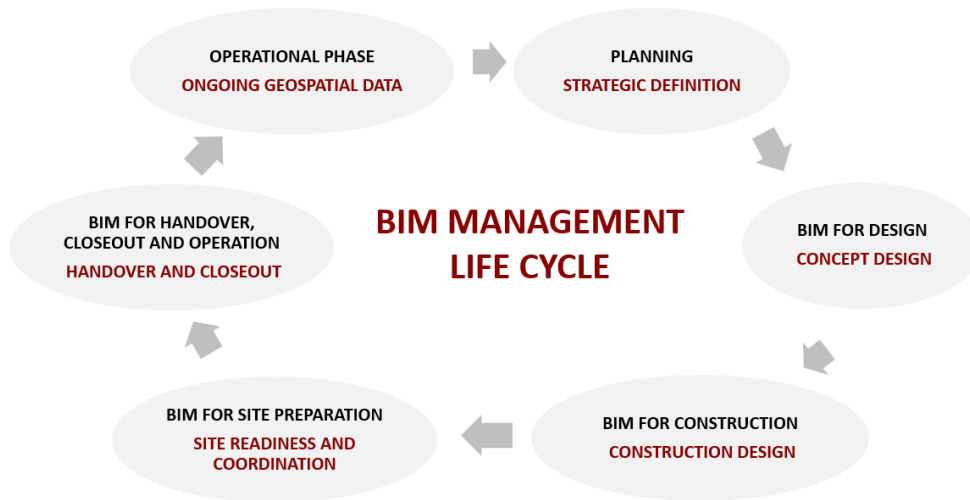 OPERATIONAL PHASE
ONGOING GEOSPATIAL DATA
PLANNING
STRATEGIC DEFINITION
BIM FOR HANDOVER,
CLOSEOUT AND OPERATION
HANDOVER AND CLOSEOUT
BIM MANAGEMENT
LIFE CYCLE
BIM FOR DESIGN
CONCEPT DESIGN
BIM FOR SITE PREPARATION
SITE READINESS AND
COORDINATION
BIM FOR CONSTRUCTION
CONSTRUCTION DESIGN